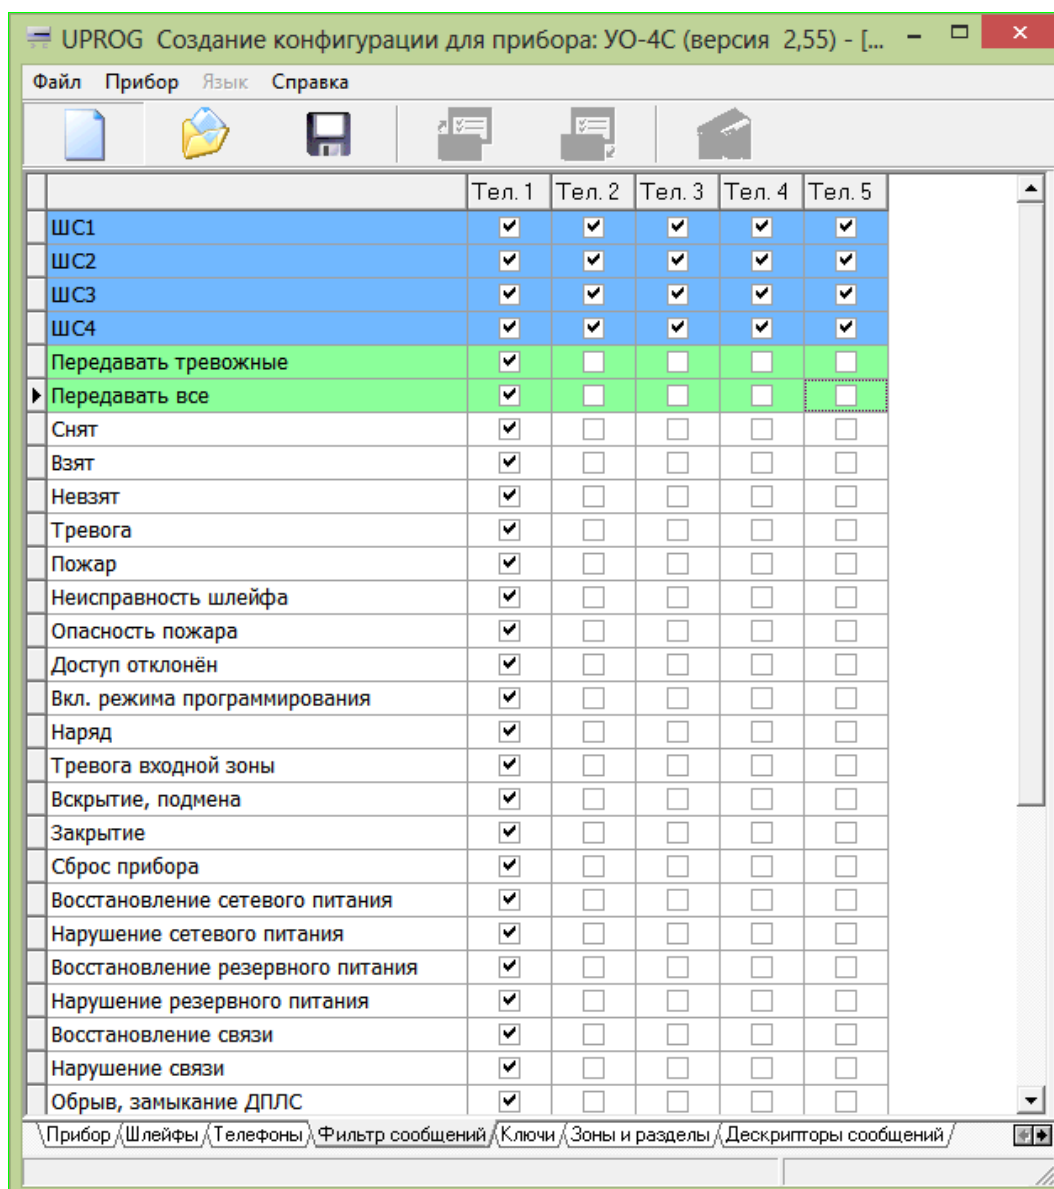 UPROG Создание конфигурации для прибора: УО-4С (версия 2,55) - [...
Файл Прибор Язык Справка
Тел. 1 Тел. 2 Тел. 3 Тел. 4 Тел. 5
ШС1
ШС2
ШС3
ШС4
Передавать тревожные
Передавать все
Снят
Взят
Невзят
Тревога
Пожар
Неисправность шлейфа
Опасность пожара
Доступ отклонён
Вкл. режима программирования
Наряд
Тревога входной зоны
Вскрытие, подмена
Закрытие
Сброс прибора
Восстановление сетевого питания
Нарушение сетевого питания
Восстановление резервного питания
Нарушение резервного питания
Восстановление связи
Нарушение связи
Обрыв, замыкание ДПЛС
Прибор Шлейфы Телефоны Фильтр сообщений Ключи Зоны и разделы Дескрипторы сообщений